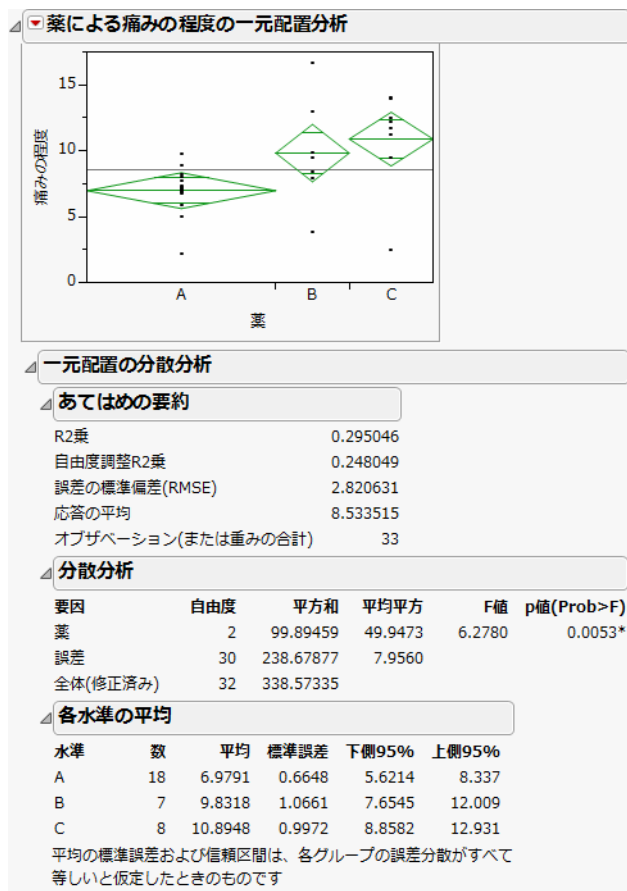 薬による痛みの程度の一元配置分析
15
10
5
0
痛みの程度
A B C
薬
一元配置の分散分析
あてはめの要約
R2乗 0.295046
自由度調整R2乗 0.248049
誤差の標準偏差(RMSE) 2.820631
応答の平均 8.533515
オブザベーション(または重みの合計) 33
分散分析
要因 自由度 平方和 平均平方 F値 p値(Prob>F)
薬 2 99.89459 49.9473 6.2780 0.0053*
誤差 30 238.67877 7.9560
全体(修正済み) 32 338.57335
各水準の平均
水準 数 平均 標準誤差 下側95% 上側95%
A 18 6.9791 0.6648 5.6214 8.337
B 7 9.8318 1.0661 7.6545 12.009
C 8 10.8948 0.9972 8.8582 12.931
平均の標準誤差および信頼区間は、各グループの誤差分散がすべて
等しいと仮定したときのものです